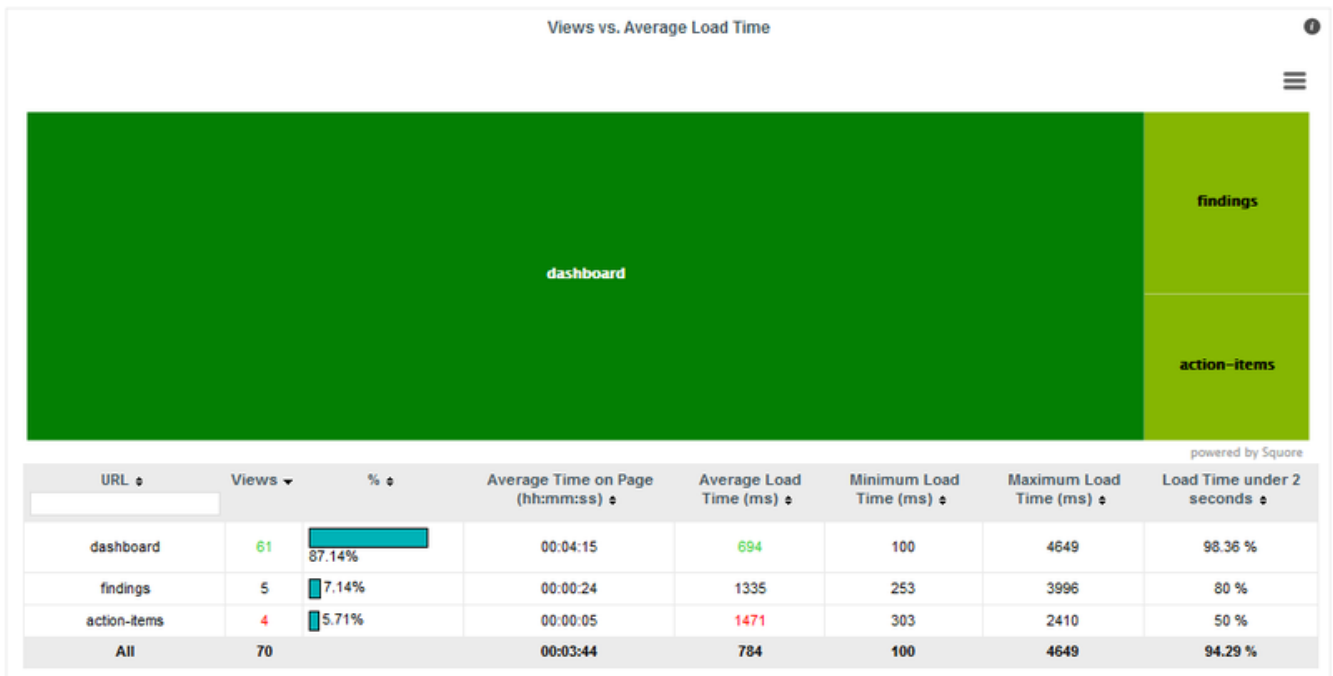 Views vs. Average Load Time
dashboard
findings
action-items
powered by Squore
URL Views % Average Time on Page (hh:mm:ss) Average Load Time (ms) Minimum Load Time (ms) Maximum Load Time (ms) Load Time under 2 seconds
dashboard 61 87.14% 00:04:15 694 100 4649 98.36 %
findings 5 7.14% 00:00:24 1335 253 3996 80 %
action-items 4 5.71% 00:00:05 1471 303 2410 50 %
All 70 00:03:44 784 100 4649 94.29 %